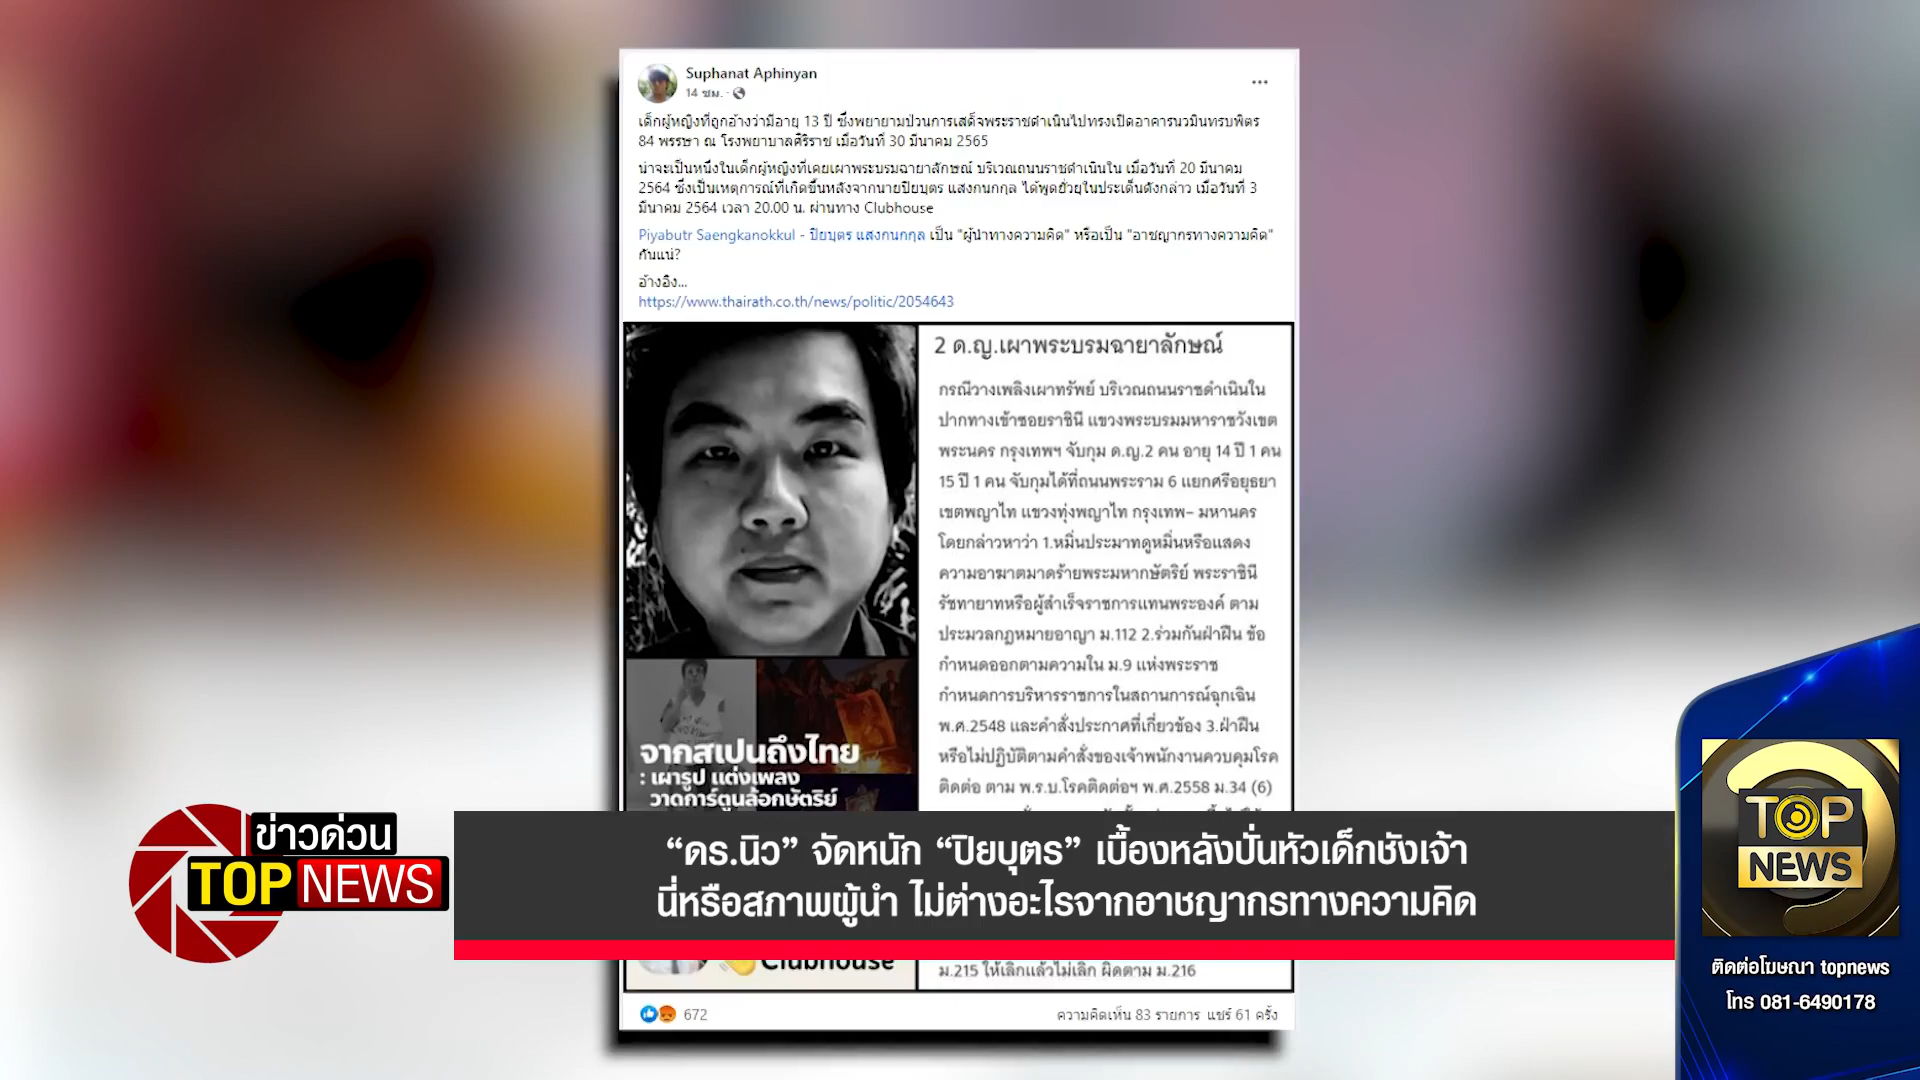 Suphanat Aphinyan
14 ชม.
เด็กผู้หญิงที่ถูกอ้างว่ามีอายุ 13 ปี ซึ่งพยายามป่วนการเสด็จพระราชดำเนินไปทรงเปิดอาคารนวมินทรบพิตร
84 พรรษา ณ โรงพยาบาลศิริราช เมื่อวันที่ 30 มีนาคม 2565
น่าจะเป็นหนึ่งในเด็กผู้หญิงที่เคยเผาพระบรมฉายาลักษณ์ บริเวณถนนราชดำเนินใน เมื่อวันที่ 20 มีนาคม
2564 ซึ่งเป็นเหตุการณ์ที่เกิดขึ้นหลังจากนายปิยบุตร แสงกนกกุล ได้พูดยั่วยุในประเด็นดังกล่าว เมื่อวันที่ 3
มีนาคม 2564 เวลา 20.00 น. ผ่านทาง Clubhouse
Piyabutr Saengkanokkul - ปิยบุตร แสงกนกกุล เป็น "ผู้นำทางความคิด" หรือเป็น "อาชญากรทางความคิด"
กันแน่?
อ้างอิง...
https://www.thairath.co.th/news/politic/2054643
2 ด.ญ.เผาพระบรมฉายาลักษณ์
กรณีวางเพลิงเผาทรัพย์ บริเวณถนนราชดำเนินใน
ปากทางเข้าซอยราชินี แขวงพระบรมมหาราชวังเขต
พระนคร กรุงเทพฯ จับกุม ด.ญ.2 คน อายุ 14 ปี 1 คน
15 ปี 1 คน จับกุมได้ที่ถนนพระราม 6 แยกศรีอยุธยา
เขตพญาไท แขวงทุ่งพญาไท กรุงเทพ- มหานคร
โดยกล่าวหาว่า 1.หมิ่นประมาทดูหมิ่นหรือแสดง
ความอาฆาตมาดร้ายพระมหากษัตริย์ พระราชินี
รัชทายาทหรือผู้สำเร็จราชการแทนพระองค์ ตาม
ประมวลกฎหมายอาญา ม.112 2.ร่วมกันฝ่าฝืน ข้อ
กำหนดออกตามความใน ม.9 แห่งพระราช
กำหนดการบริหารราชการในสถานการณ์ฉุกเฉิน
พ.ศ.2548 และคำสั่งประกาศที่เกี่ยวข้อง 3.ฝ่าฝืน
หรือไม่ปฏิบัติตามคำสั่งของเจ้าพนักงานควบคุมโรค
ติดต่อ ตาม พ.ร.บ.โรคติดต่อฯ พ.ศ.2558 ม.34 (6)
จากสเปนถึงไทย
: เผารูป แต่งเพลง
วาดการ์ตูนล้อกษัตริย์
ข่าวด่วน
TOP NEWS
“ดร.นิว” จัดหนัก “ปิยบุตร” เบื้องหลังปั่นหัวเด็กชังเจ้า
นี่หรือสภาพผู้นำ ไม่ต่างอะไรจากอาชญากรทางความคิด
Clubhouse
ม.215 ให้เลิกแล้วไม่เลิก ผิดตาม ม.216
672
ความคิดเห็น 83 รายการ แชร์ 61 ครั้ง
TOP
NEWS
ติดต่อโฆษณา topnews
โทร 081-6490178